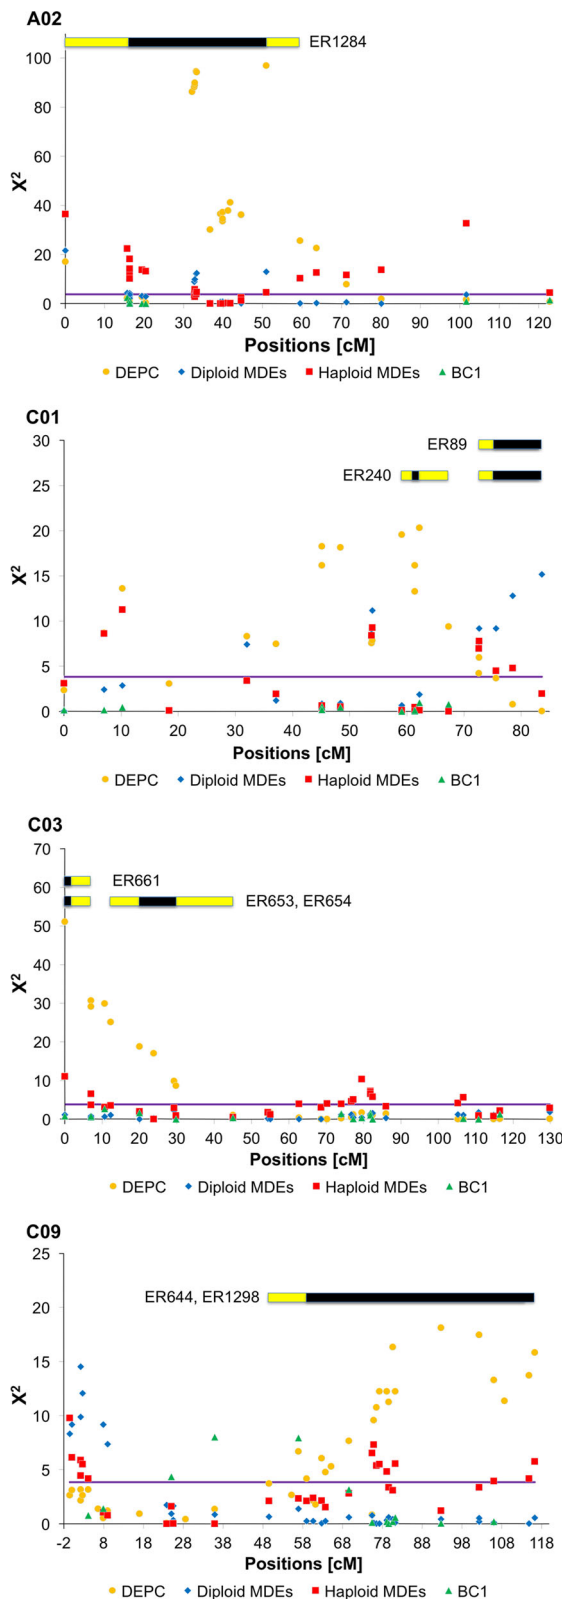 A02
ER1284
100
80
60
40
20
0
X²
0 10 20 30 40 50 60 70 80 90 100 110 120
Positions [cM]
DEPC Diploid MDEs Haploid MDEs BC1
C01
30
ER89
25
ER240
20
15
10
5
0
X²
0 10 20 30 40 50 60 70 80
Positions [cM]
DEPC Diploid MDEs Haploid MDEs BC1
C03
70
60
ER661
ER653, ER654
50
40
30
20
10
0
X²
0 10 20 30 40 50 60 70 80 90 100 110 120 130
Positions [cM]
DEPC Diploid MDEs Haploid MDEs BC1
C09
25
ER644, ER1298
20
15
10
5
0
X²
-2 8 18 28 38 48 58 68 78 88 98 108 118
Positions [cM]
DEPC Diploid MDEs Haploid MDEs BC1